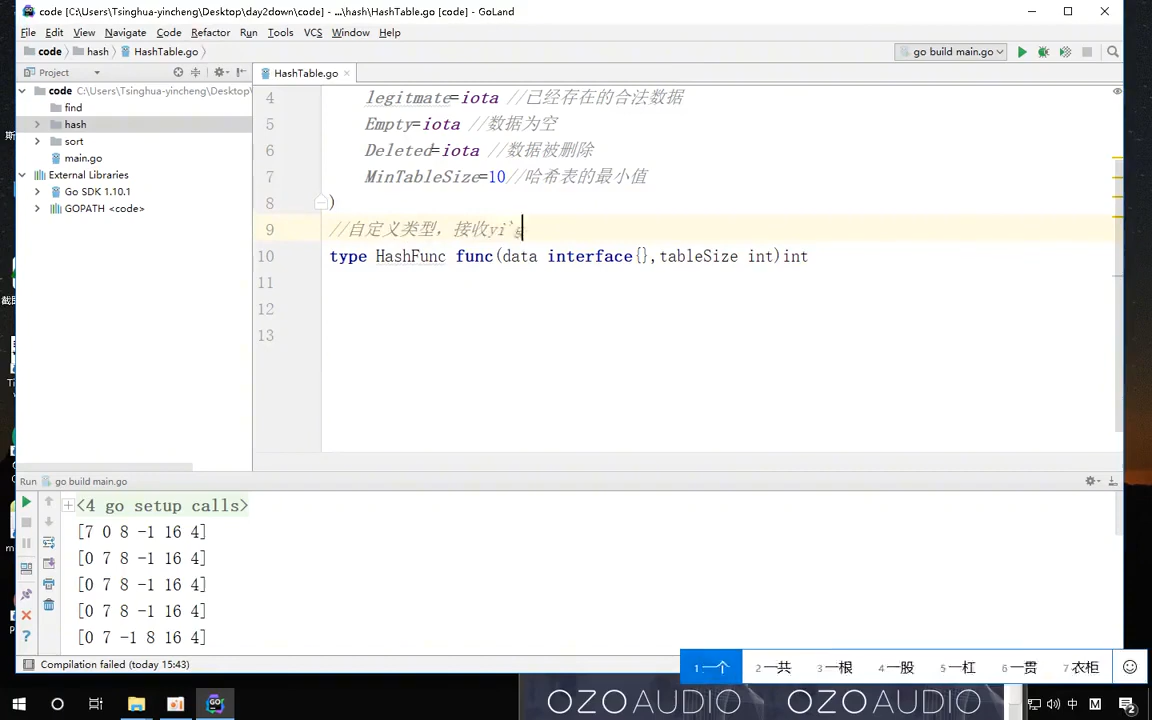 code [C:\Users\Tsinghua-yincheng\Desktop\day2down\code] - ...\hash\HashTable.go [code] - GoLand
File Edit View Navigate Code Refactor Run Tools VCS Window Help
code hash HashTable.go go build main.go
Project HashTable.go
code C:\Users\Tsinghua-yincheng\Desktop\
find
hash
sort
main.go
External Libraries
Go SDK 1.10.1
GOPATH <code>
4 legitmate=iota //已经存在的合法数据
5 Empty=iota //数据为空
6 Deleted=iota //数据被删除
7 MinTableSize=10//哈希表的最小值
8 )
9 //自定义类型，接收yi`g
10 type HashFunc func(data interface{},tableSize int)int
11
12
13
Run go build main.go
<4 go setup calls>
[7 0 8 -1 16 4]
[0 7 8 -1 16 4]
[0 7 8 -1 16 4]
[0 7 8 -1 16 4]
[0 7 -1 8 16 4]
Compilation failed (today 15:43)
1 一个 2 一共 3 一根 4 一股 5 一杠 6 一贯 7 衣柜
OZO AUDIO OZO AUDIO
中 M 2